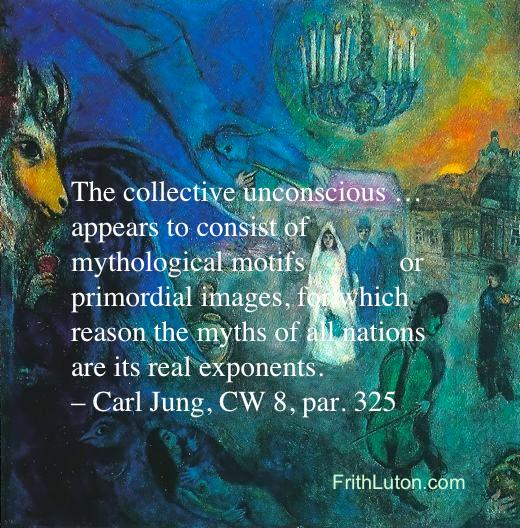 The collective unconscious …
appears to consist of
mythological motifs or
primordial images, for which
reason the myths of all nations
are its real exponents.
– Carl Jung, CW 8, par. 325
FrithLuton.com